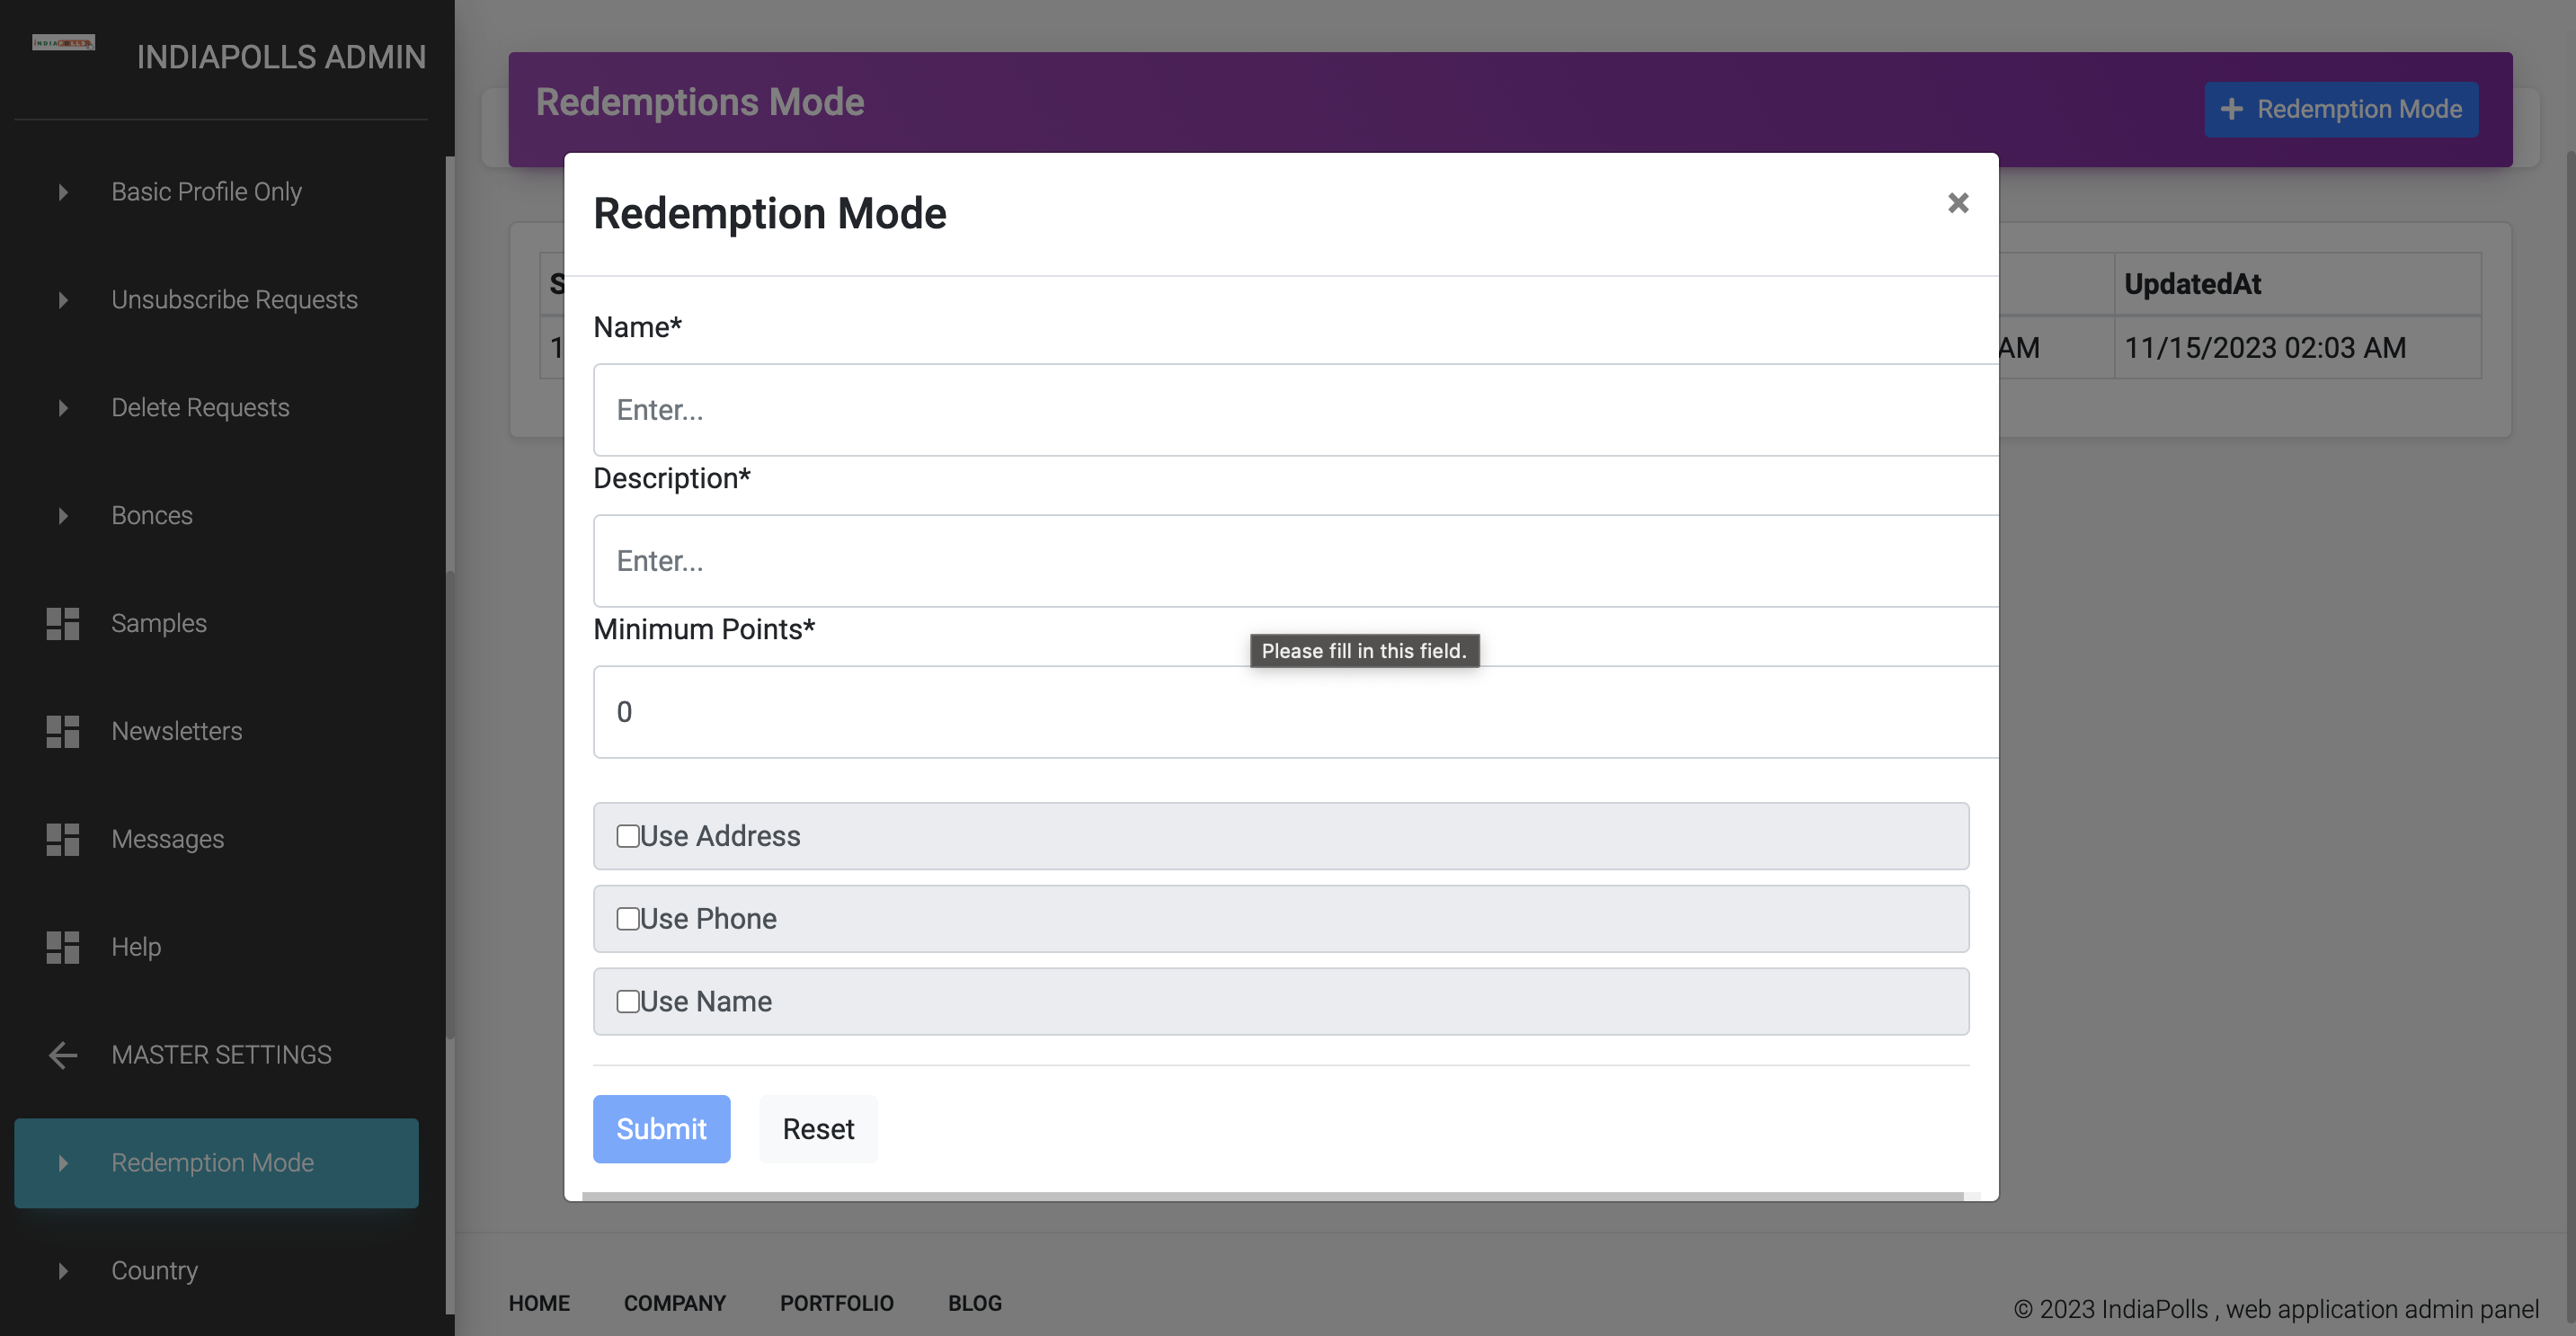 INDIAPOLLS
INDIAPOLLS ADMIN
Basic Profile Only
Unsubscribe Requests
Delete Requests
Bonces
Samples
Newsletters
Messages
Help
MASTER SETTINGS
Redemption Mode
Country
Redemptions Mode
Redemption Mode
S
UpdatedAt
1
AM
11/15/2023 02:03 AM
Redemption Mode
×
Name*
Enter...
Description*
Enter...
Minimum Points*
Please fill in this field.
0
Use Address
Use Phone
Use Name
Submit
Reset
HOME
COMPANY
PORTFOLIO
BLOG
© 2023 IndiaPolls , web application admin panel